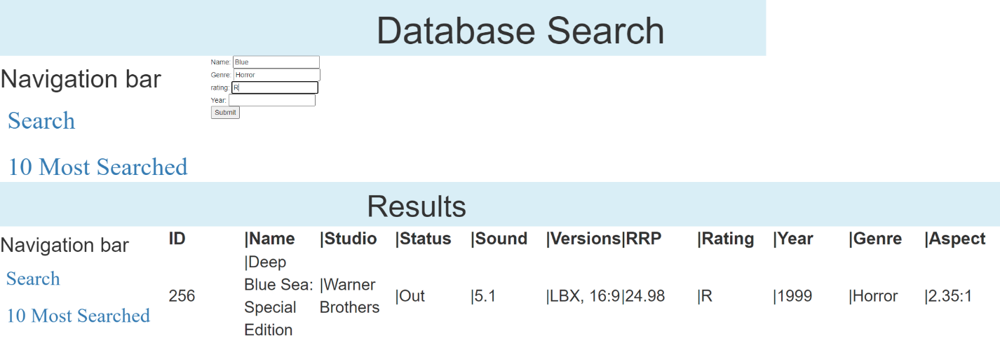 Database Search
Navigation bar
Search
10 Most Searched
Name: Blue
Genre: Horror
rating: R
Year:
Submit
Results
Navigation bar
Search
10 Most Searched
ID |Name |Studio |Status |Sound |Versions|RRP |Rating |Year |Genre |Aspect
|Deep
Blue Sea: |Warner
256 |Out |5.1 |LBX, 16:9|24.98 |R |1999 |Horror |2.35:1
Special Brothers
Edition